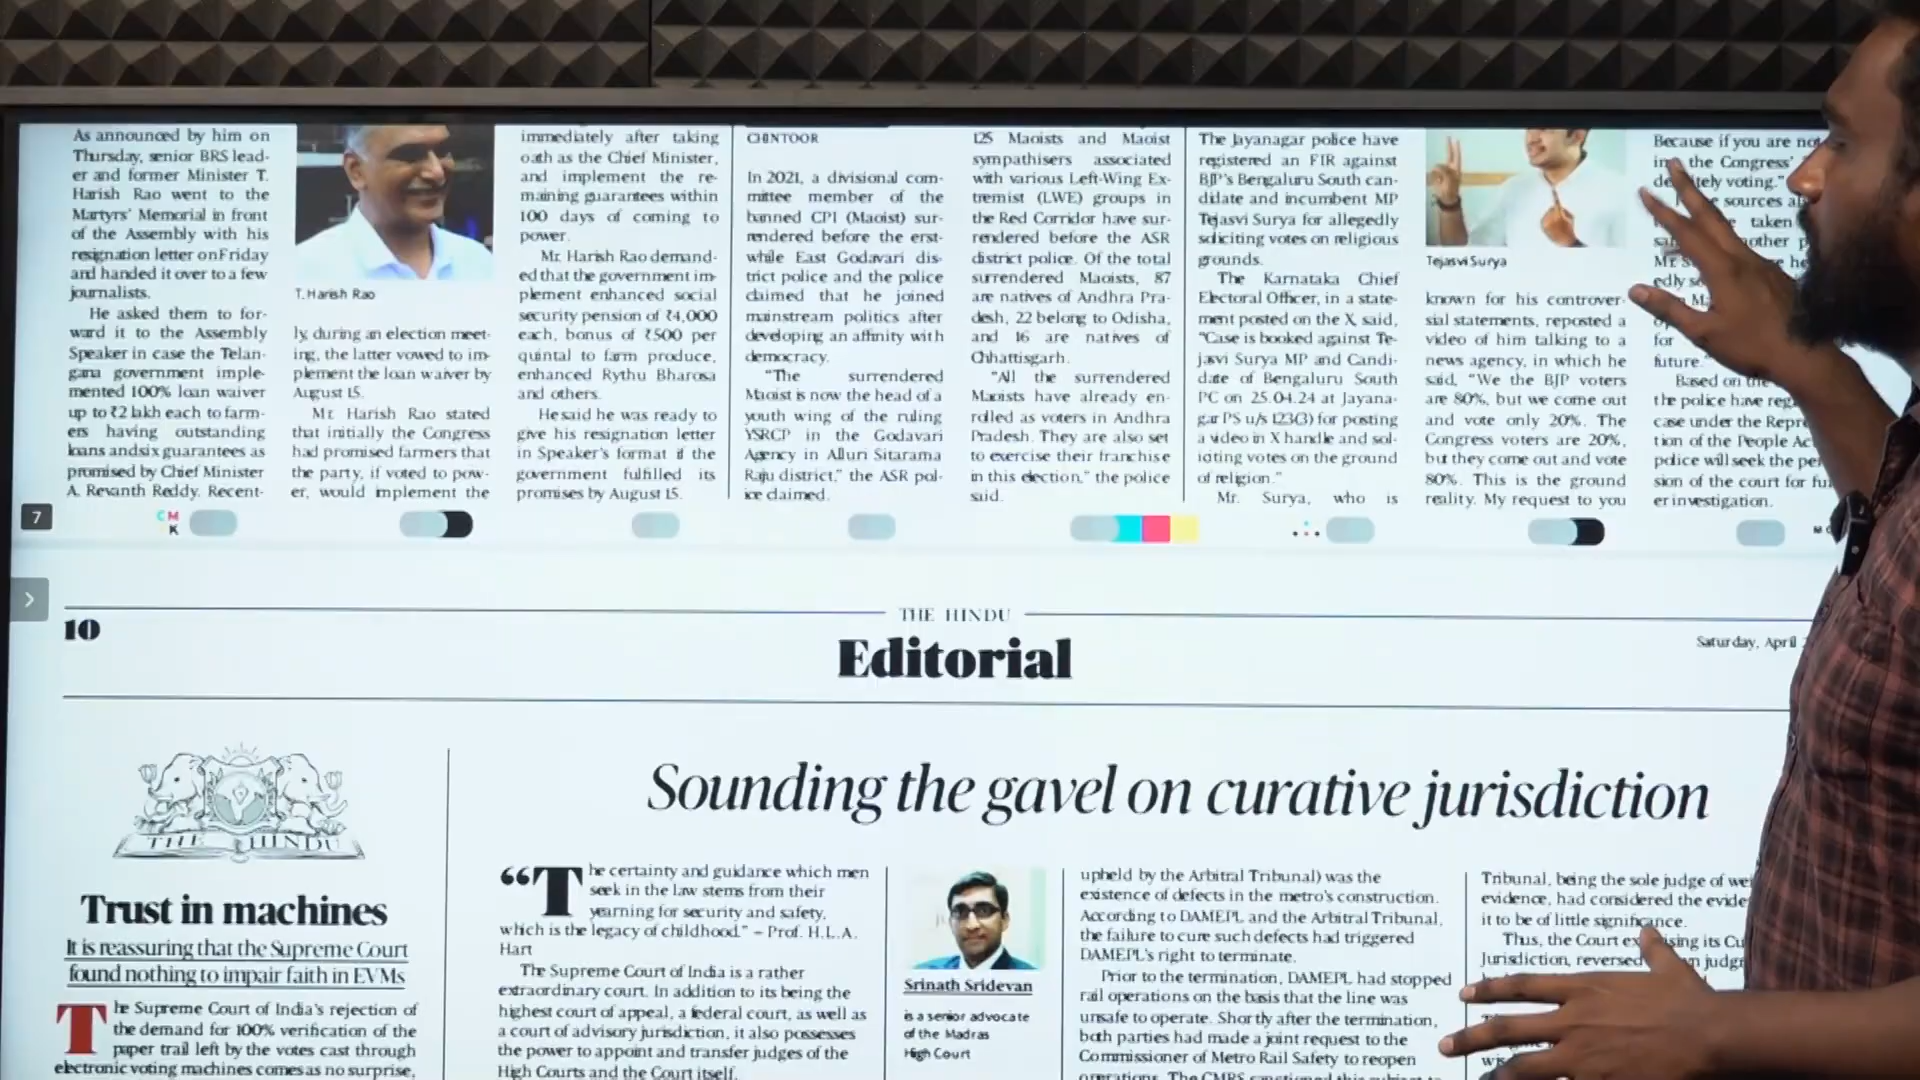 As announced by him on
Thursday, senior BRS lead-
er and former Minister T.
Harish Rao went to the
Martyrs' Memorial in front
of the Assembly with his
resignation letter on Friday
and handed it over to a few
journalists.
He asked them to for-
ward it to the Assembly
Speaker in case the Telan-
gana government imple-
mented 100% loan waiver
up to ₹2 lakh each to farm-
ers having outstanding
loans and six guarantees as
promised by Chief Minister
A. Revanth Reddy. Recent-
T. Harish Rao
ly, during an election meet-
ing, the latter vowed to im-
plement the loan waiver by
August 15.
Mr. Harish Rao stated
that initially the Congress
had promised farmers that
the party, if voted to pow-
er, would implement the
immediately after taking
oath as the Chief Minister,
and implement the re-
maining guarantees within
100 days of coming to
power.
Mr. Harish Rao demand-
ed that the government im-
plement enhanced social
security pension of ₹4,000
each, bonus of ₹500 per
quintal to farm produce,
enhanced Rythu Bharosa
and others.
He said he was ready to
give his resignation letter
in Speaker's format if the
government fulfilled its
promises by August 15.
CHINTOOR
In 2021, a divisional com-
mittee member of the
banned CPI (Maoist) sur-
rendered before the erst-
while East Godavari dis-
trict police and the police
claimed that he joined
mainstream politics after
developing an affinity with
democracy.
"The surrendered
Maoist is now the head of a
youth wing of the ruling
YSRCP in the Godavari
Agency in Alluri Sitarama
Raju district," the ASR pol-
ice claimed.
125 Maoists and Maoist
sympathisers associated
with various Left-Wing Ex-
tremist (LWE) groups in
the Red Corridor have sur-
rendered before the ASR
district police. Of the total
surrendered Maoists, 87
are natives of Andhra Pra-
desh, 22 belong to Odisha,
and 16 are natives of
Chhattisgarh.
"All the surrendered
Maoists have already en-
rolled as voters in Andhra
Pradesh. They are also set
to exercise their franchise
in this election," the police
said.
The Jayanagar police have
registered an FIR against
BJP's Bengaluru South can-
didate and incumbent MP
Tejasvi Surya for allegedly
soliciting votes on religious
grounds.
The Karnataka Chief
Electoral Officer, in a state-
ment posted on the X, said,
"Case is booked against Te-
jasvi Surya MP and Candi-
date of Bengaluru South
PC on 25.04.24 at Jayana-
gar PS u/s 123(3) for posting
a video in X handle and sol-
iciting votes on the ground
of religion."
Mr. Surya, who is
Tejasvi Surya
known for his controver-
sial statements, reposted a
video of him talking to a
news agency, in which he
said, "We the BJP voters
are 80%, but we come out
and vote only 20%. The
Congress voters are 20%,
but they come out and vote
80%. This is the ground
reality. My request to you
Because if you are not
the Congress'
voting."
sources
taken
another
for
future."
Based on the
the police have reg
case under the Repre
tion of the People Ac
police will seek the per
sion of the court for fur
er investigation.
7
C M
K
10
THE HINDU
Editorial
Saturday, April
THE HINDU
Trust in machines
It is reassuring that the Supreme Court
found nothing to impair faith in EVMs
The Supreme Court of India's rejection of
the demand for 100% verification of the
paper trail left by the votes cast through
electronic voting machines comes as no surprise,
Sounding the gavel on curative jurisdiction
"The certainty and guidance which men
seek in the law stems from their
yearning for security and safety,
which is the legacy of childhood." – Prof. H.L.A.
Hart
The Supreme Court of India is a rather
extraordinary court. In addition to its being the
highest court of appeal, a federal court, as well as
a court of advisory jurisdiction, it also possesses
the power to appoint and transfer judges of the
High Courts and the Court itself.
Srinath Sridevan
is a senior advocate
of the Madras
High Court
upheld by the Arbitral Tribunal) was the
existence of defects in the metro's construction.
According to DAMEPL and the Arbitral Tribunal,
the failure to cure such defects had triggered
DAMEPL's right to terminate.
Prior to the termination, DAMEPL had stopped
rail operations on the basis that the line was
unsafe to operate. Shortly after the termination,
both parties had made a joint request to the
Commissioner of Metro Rail Safety to reopen
operations. The CMRS sanctioned this subject to
Tribunal, being the sole judge of
evidence, had considered the evide
it to be of little significance.
Thus, the Court exercising its Cu
Jurisdiction, reversed